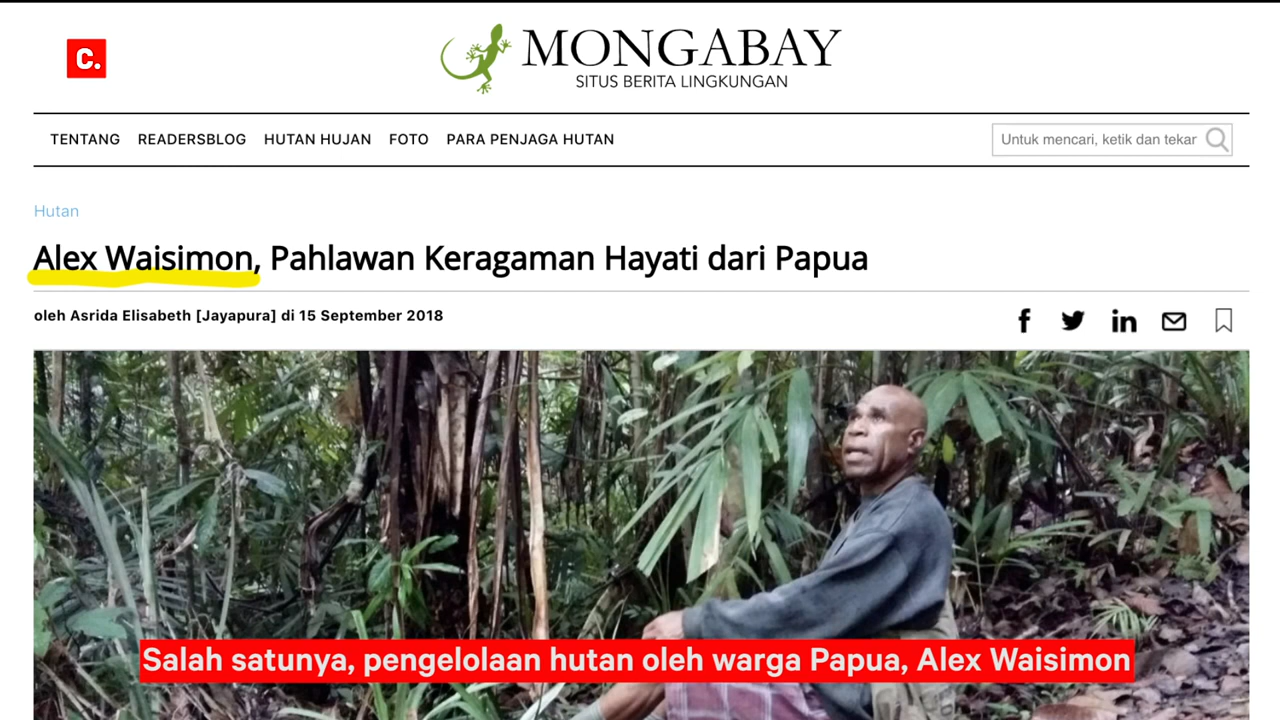 C.
MONGABAY
SITUS BERITA LINGKUNGAN
TENTANG READERSBLOG HUTAN HUJAN FOTO PARA PENJAGA HUTAN
Untuk mencari, ketik dan tekar
Hutan
Alex Waisimon, Pahlawan Keragaman Hayati dari Papua
oleh Asrida Elisabeth [Jayapura] di 15 September 2018
Salah satunya, pengelolaan hutan oleh warga Papua, Alex Waisimon